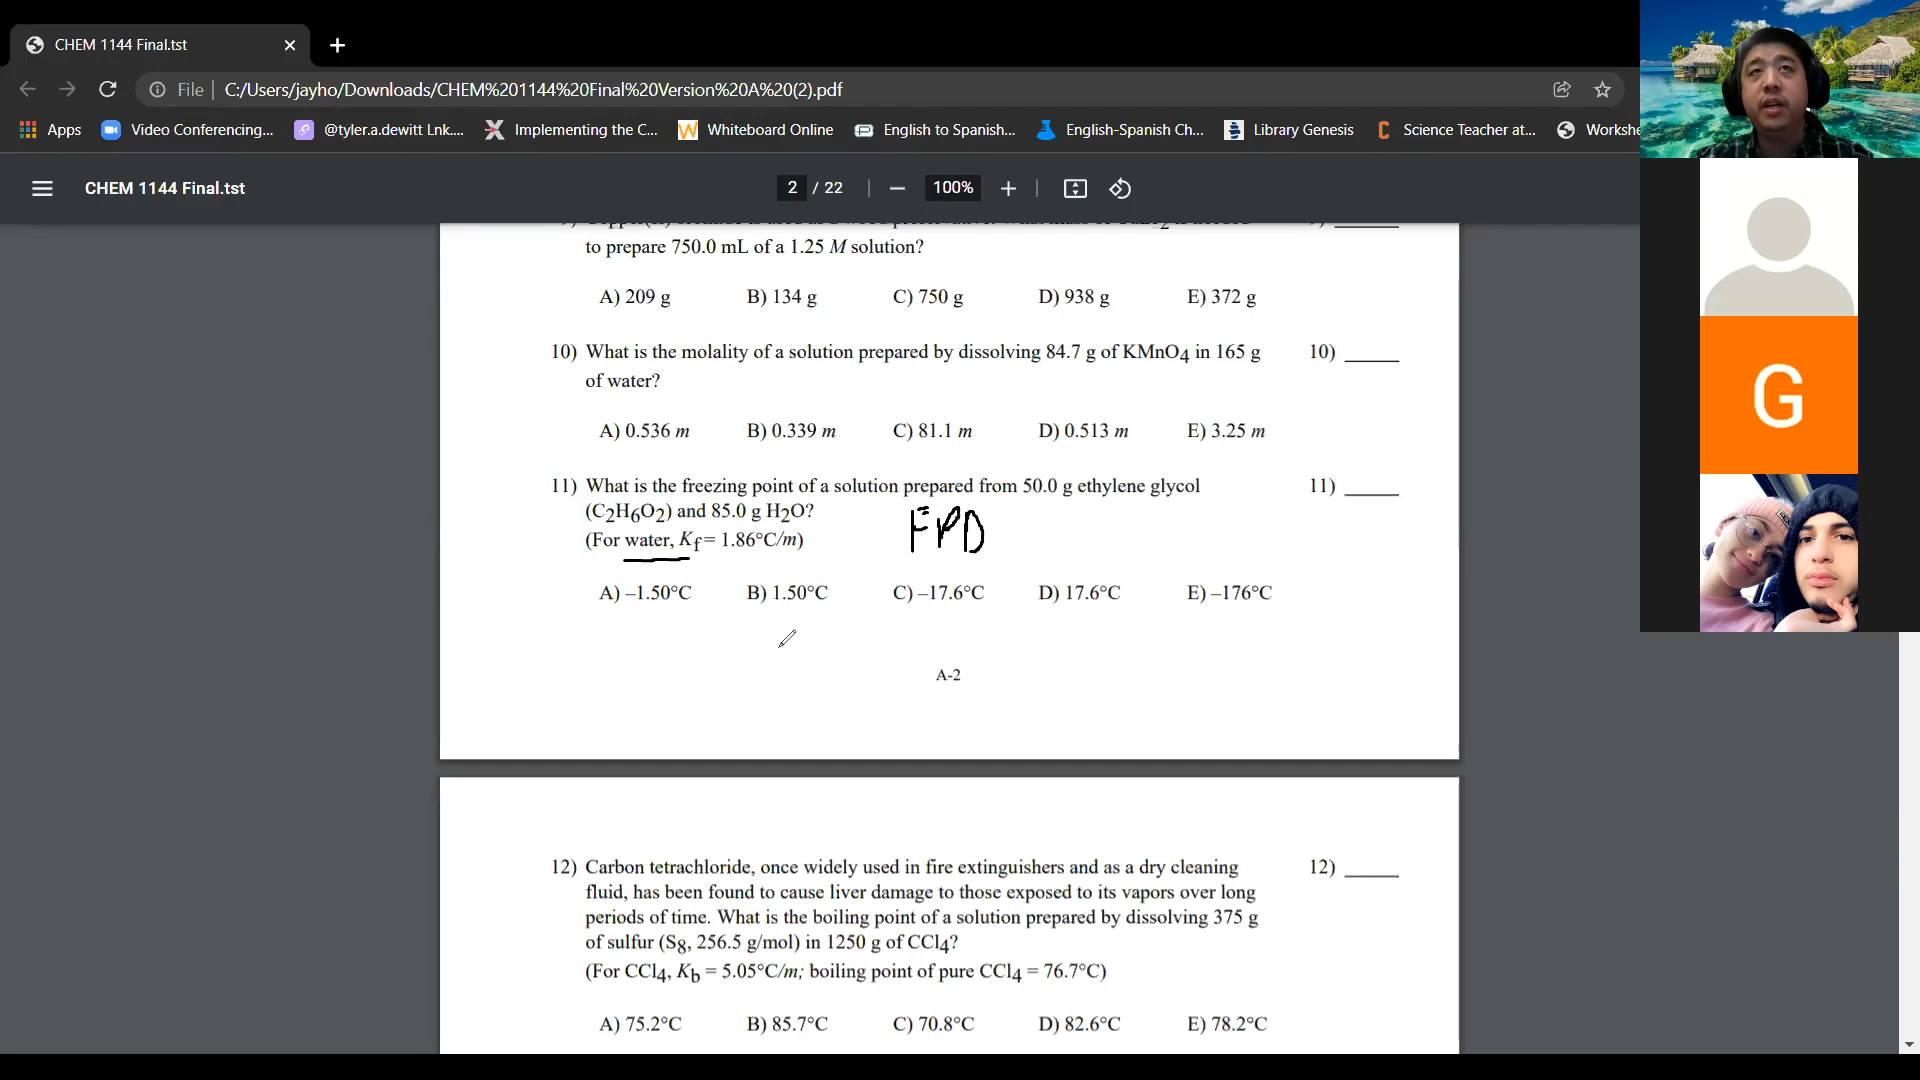 CHEM 1144 Final.tst
File C:/Users/jayho/Downloads/CHEM%201144%20Final%20Version%20A%20(2).pdf
Apps Video Conferencing... @tyler.a.dewitt Lnk.... Implementing the C... Whiteboard Online English to Spanish... English-Spanish Ch... Library Genesis Science Teacher at... Workshe
CHEM 1144 Final.tst 2 / 22 100%
to prepare 750.0 mL of a 1.25 M solution?
A) 209 g B) 134 g C) 750 g D) 938 g E) 372 g
10) What is the molality of a solution prepared by dissolving 84.7 g of KMnO4 in 165 g 10) ______
of water?
A) 0.536 m B) 0.339 m C) 81.1 m D) 0.513 m E) 3.25 m
11) What is the freezing point of a solution prepared from 50.0 g ethylene glycol 11) ______
(C2H6O2) and 85.0 g H2O?
FPD
(For water, Kf = 1.86°C/m)
A) –1.50°C B) 1.50°C C) –17.6°C D) 17.6°C E) –176°C
A-2
12) Carbon tetrachloride, once widely used in fire extinguishers and as a dry cleaning 12) ______
fluid, has been found to cause liver damage to those exposed to its vapors over long
periods of time. What is the boiling point of a solution prepared by dissolving 375 g
of sulfur (S8, 256.5 g/mol) in 1250 g of CCl4?
(For CCl4, Kb = 5.05°C/m; boiling point of pure CCl4 = 76.7°C)
A) 75.2°C B) 85.7°C C) 70.8°C D) 82.6°C E) 78.2°C
G